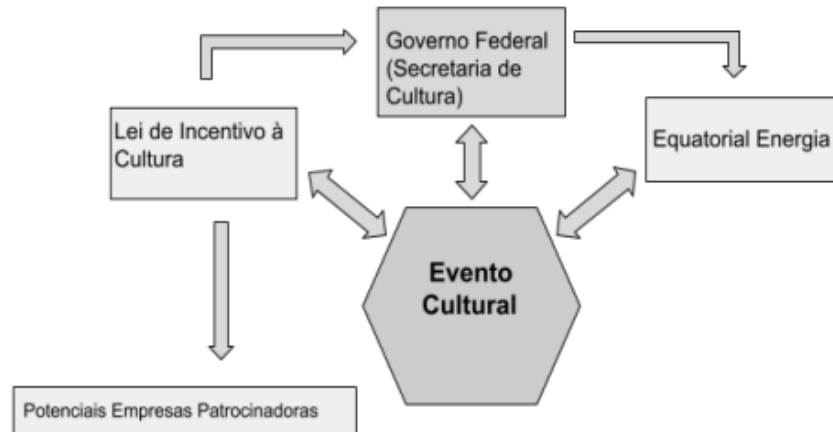 Governo Federal
(Secretaria de
Cultura)
Lei de Incentivo à
Cultura
Equatorial Energia
Evento
Cultural
Potenciais Empresas Patrocinadoras